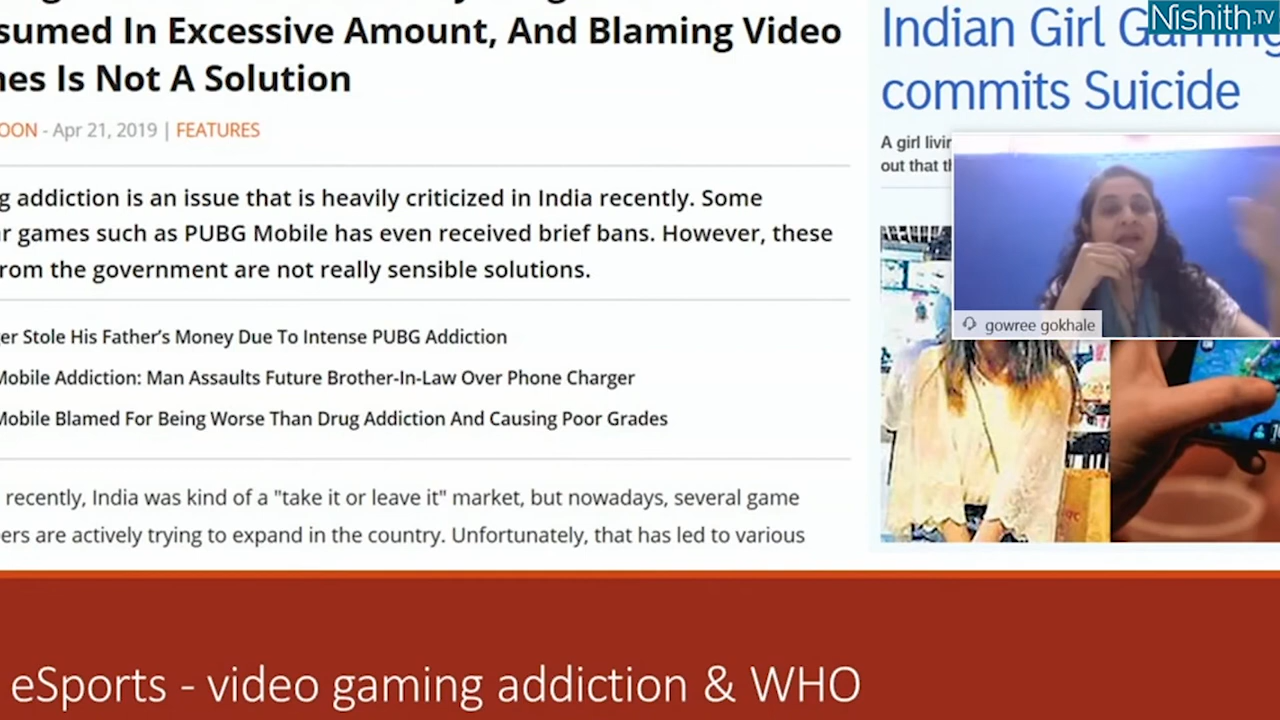 sumed In Excessive Amount, And Blaming Video
nes Is Not A Solution
OON - Apr 21, 2019 | FEATURES
g addiction is an issue that is heavily criticized in India recently. Some
r games such as PUBG Mobile has even received brief bans. However, these
rom the government are not really sensible solutions.
er Stole His Father's Money Due To Intense PUBG Addiction
Mobile Addiction: Man Assaults Future Brother-In-Law Over Phone Charger
Mobile Blamed For Being Worse Than Drug Addiction And Causing Poor Grades
recently, India was kind of a "take it or leave it" market, but nowadays, several game
ers are actively trying to expand in the country. Unfortunately, that has led to various
Nishith.TV
Indian Girl Gaming
commits Suicide
A girl livin
out that th
gowree gokhale
eSports - video gaming addiction & WHO